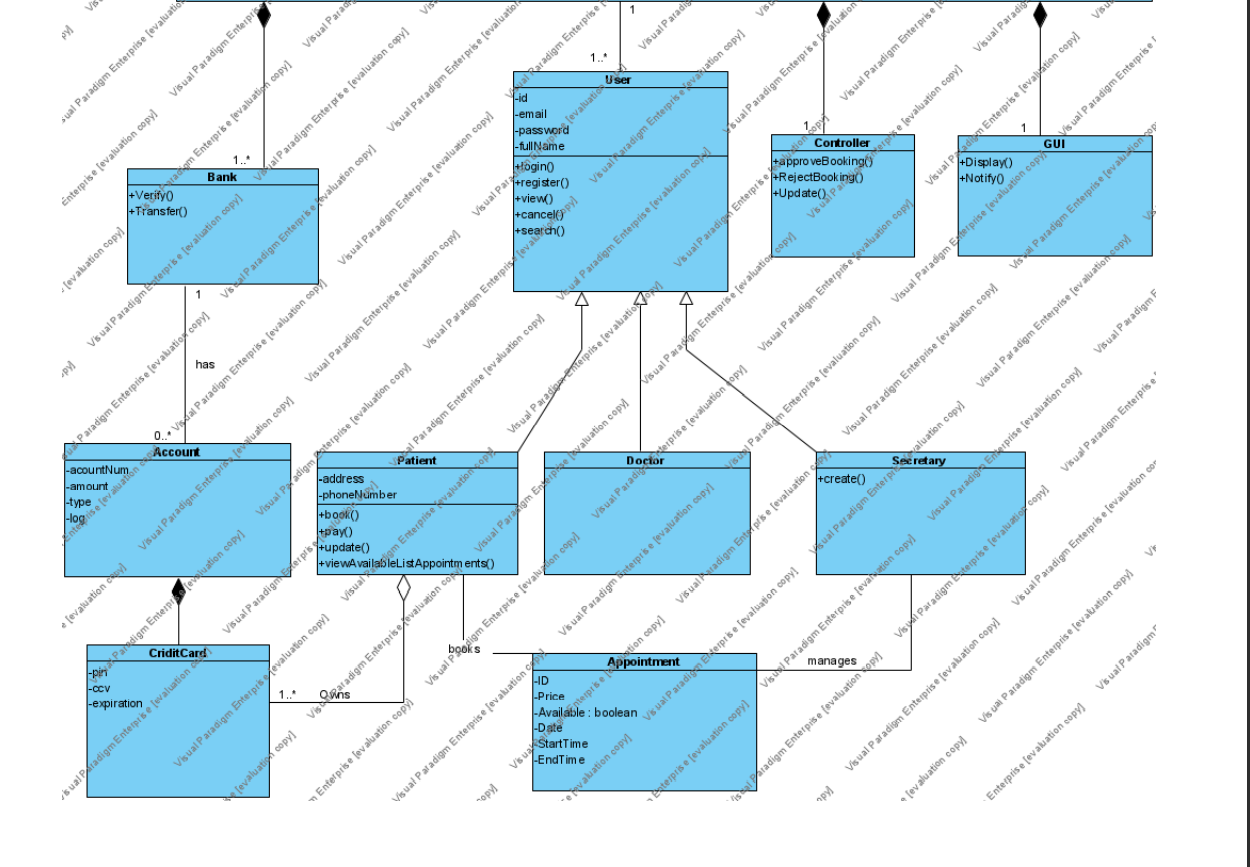 1
1..*
User
-id
-email
-password
-fullName
+login()
+register()
+view()
+cancel()
+search()
1
Controller
+approveBooking()
+RejectBooking()
+Update()
1
GUI
+Display()
+Notify()
1..*
Bank
+Verify()
+Transfer()
1
has
0..*
Account
-acountNum
-amount
-type
-log
Patient
-address
-phoneNumber
+book()
+pay()
+update()
+viewAvailableListAppointments()
Doctor
Secretary
+create()
CriditCard
-pin
-ccv
-expiration
1..*
Owns
books
Appointment
-ID
-Price
-Available : boolean
-Date
-StartTime
-EndTime
manages
Visual Paradigm Enterprise [evaluation copy]